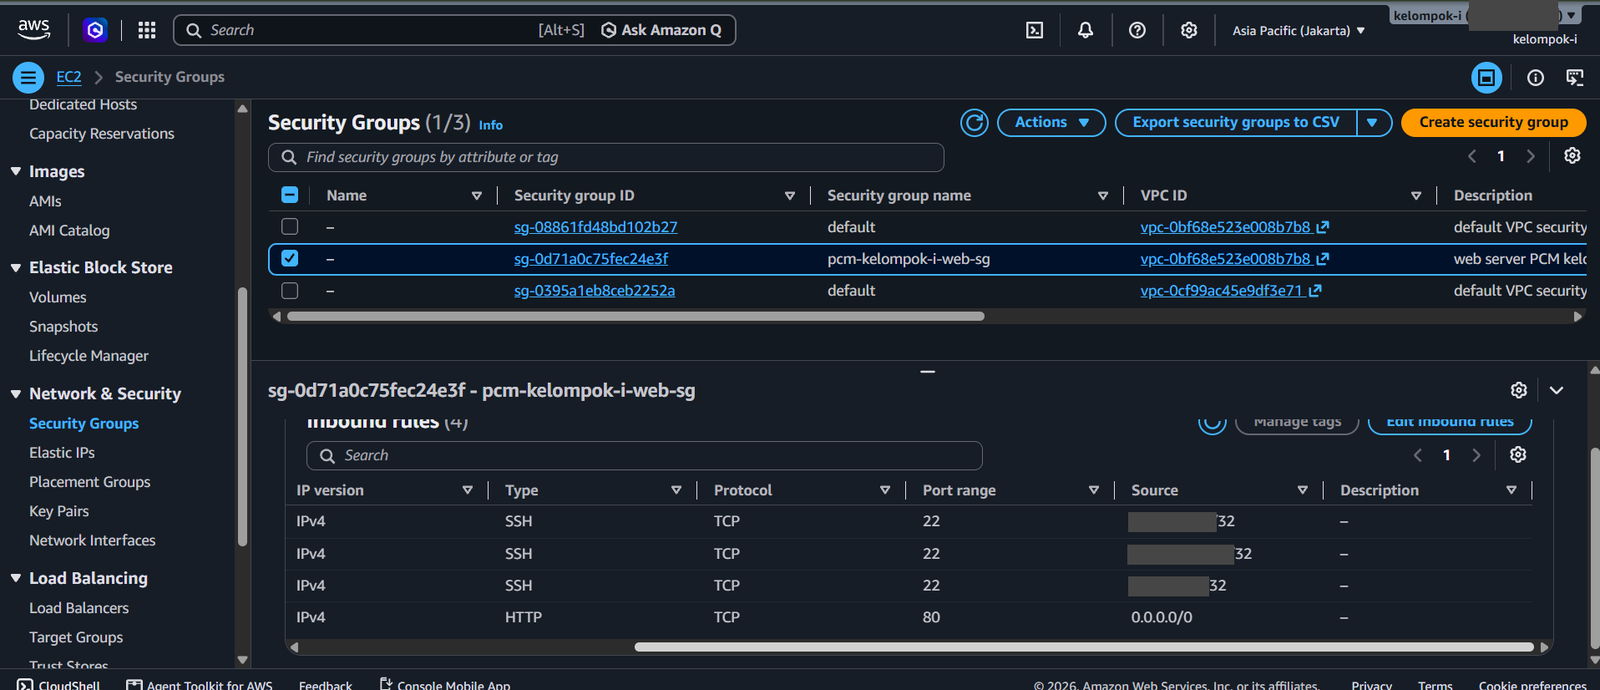 aws
Search [Alt+S] Ask Amazon Q
Asia Pacific (Jakarta)
kelompok-i (
)
kelompok-i
EC2 > Security Groups
Dedicated Hosts
Capacity Reservations
Images
AMIs
AMI Catalog
Elastic Block Store
Volumes
Snapshots
Lifecycle Manager
Network & Security
Security Groups
Elastic IPs
Placement Groups
Key Pairs
Network Interfaces
Load Balancing
Load Balancers
Target Groups
Trust Stores
Security Groups (1/3) Info
Actions
Export security groups to CSV
Create security group
Find security groups by attribute or tag
1
Name Security group ID Security group name VPC ID Description
– sg-08861fd48bd102b27 default vpc-0bf68e523e008b7b8 default VPC security
– sg-0d71a0c75fec24e3f pcm-kelompok-i-web-sg vpc-0bf68e523e008b7b8 web server PCM kelo
– sg-0395a1eb8ceb2252a default vpc-0cf99ac45e9df3e71 default VPC security
sg-0d71a0c75fec24e3f - pcm-kelompok-i-web-sg
Inbound rules (4)
Manage tags
Edit inbound rules
Search
1
IP version Type Protocol Port range Source Description
IPv4 SSH TCP 22 32 –
IPv4 SSH TCP 22 32 –
IPv4 SSH TCP 22 32 –
IPv4 HTTP TCP 80 0.0.0.0/0 –
CloudShell Agent Toolkit for AWS Feedback Console Mobile App
© 2026, Amazon Web Services, Inc. or its affiliates. Privacy Terms Cookie preferences